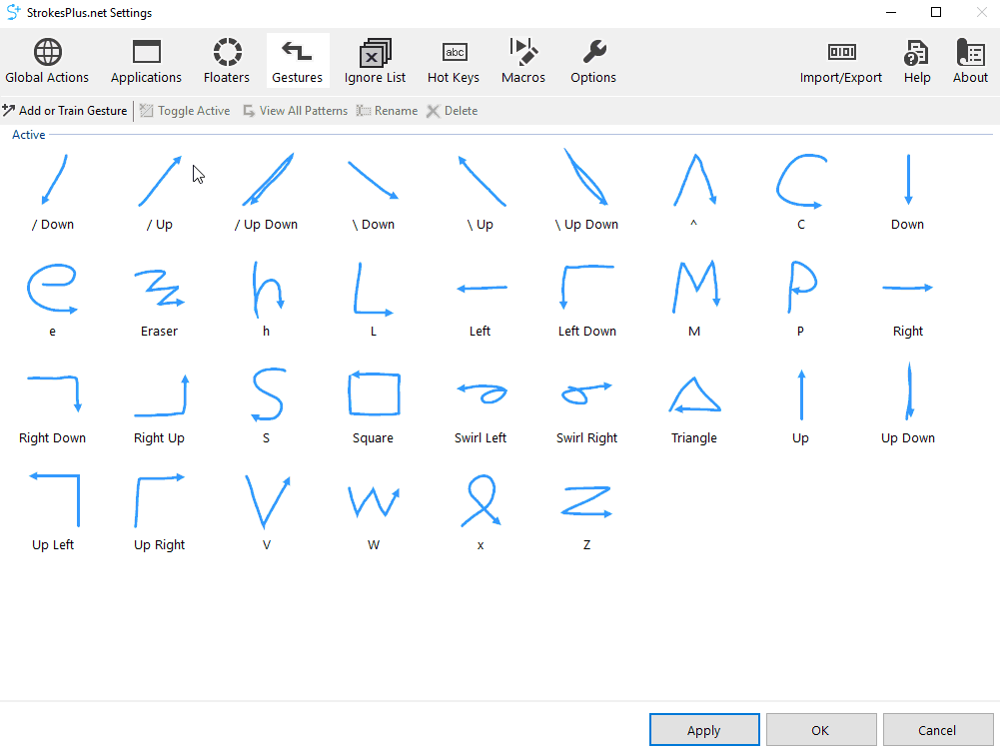 StrokesPlus.net Settings
Global Actions Applications Floaters Gestures Ignore List abc Hot Keys Macros Options Import/Export Help About
Add or Train Gesture Toggle Active View All Patterns Rename Delete
Active
/ Down / Up / Up Down \ Down \ Up \ Up Down ^ C Down
e Eraser h L Left Left Down M P Right
Right Down Right Up S Square Swirl Left Swirl Right Triangle Up Up Down
Up Left Up Right V W x Z
Apply OK Cancel